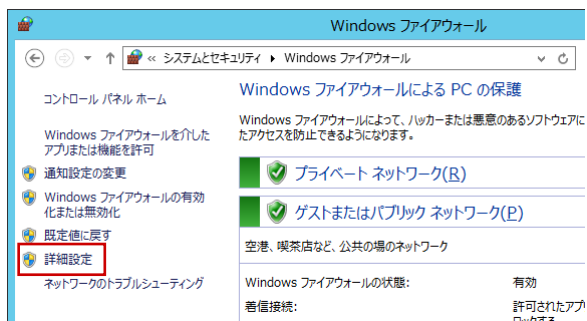 Windows ファイアウォール
« システムとセキュリティ ▸ Windows ファイアウォール
コントロール パネル ホーム
Windows ファイアウォールを介した
アプリまたは機能を許可
通知設定の変更
Windows ファイアウォールの有効
化または無効化
既定値に戻す
詳細設定
ネットワークのトラブルシューティング
Windows ファイアウォールによる PC の保護
Windows ファイアウォールによって、ハッカーまたは悪意のあるソフトウェアに
たアクセスを防止できるようになります。
プライベート ネットワーク(R)
ゲストまたはパブリック ネットワーク(P)
空港、喫茶店など、公共の場のネットワーク
Windows ファイアウォールの状態: 有効
着信接続: 許可されたアプ